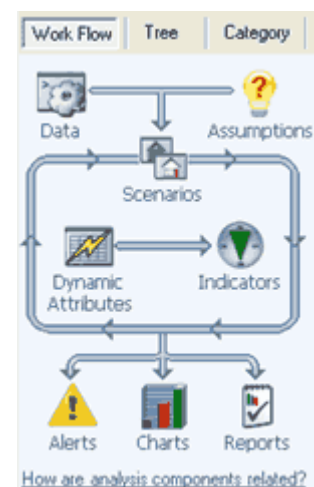 Work Flow Tree Category
Data Assumptions
Scenarios
Dynamic Indicators
Attributes
Alerts Charts Reports
How are analysis components related?